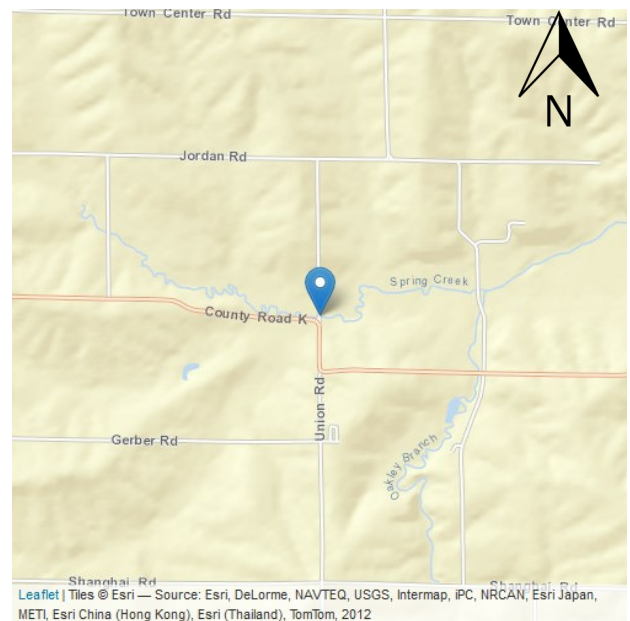 Town Center Rd
Town Center Rd
N
Jordan Rd
Spring Creek
County Road K
Union Rd
Gerber Rd
Oakley Branch
Shanghai Rd
Shanghai Rd
Leaflet | Tiles © Esri — Source: Esri, DeLorme, NAVTEQ, USGS, Intermap, iPC, NRCAN, Esri Japan,
METI, Esri China (Hong Kong), Esri (Thailand), TomTom, 2012